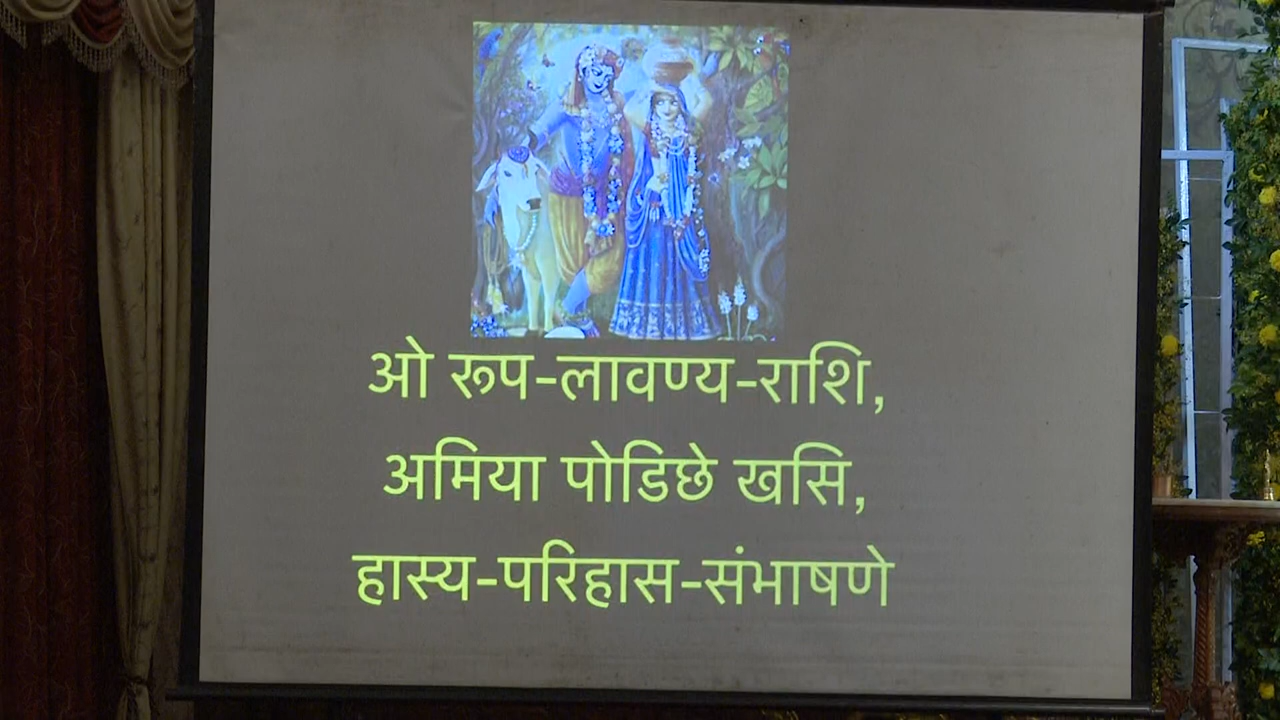 ओ रूप-लावण्य-राशि,
अमिया पोडिछे खसि,
हास्य-परिहास-संभाषणे